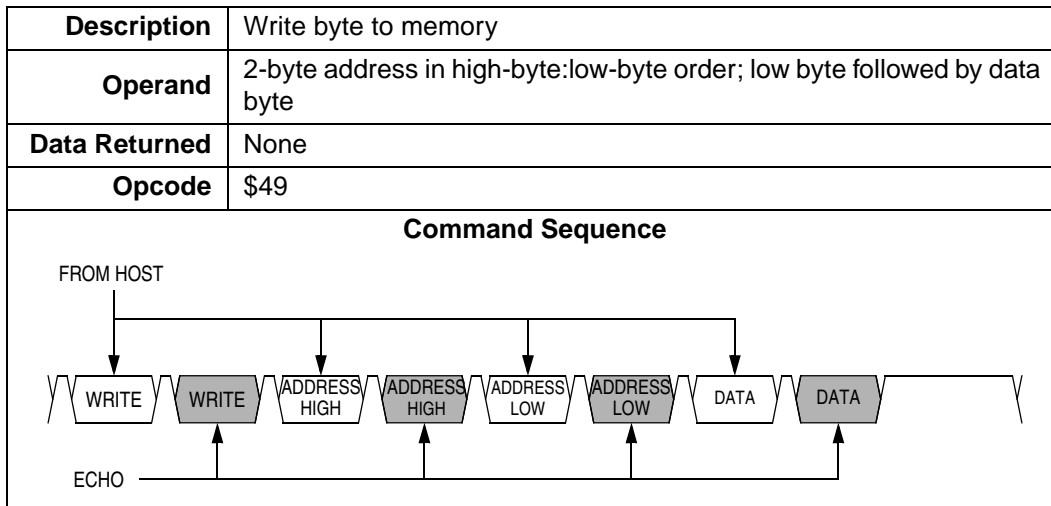 Description Write byte to memory
Operand 2-byte address in high-byte:low-byte order; low byte followed by data
byte
Data Returned None
Opcode $49
Command Sequence
FROM HOST
WRITE WRITE ADDRESS HIGH ADDRESS HIGH ADDRESS LOW ADDRESS LOW DATA DATA
ECHO